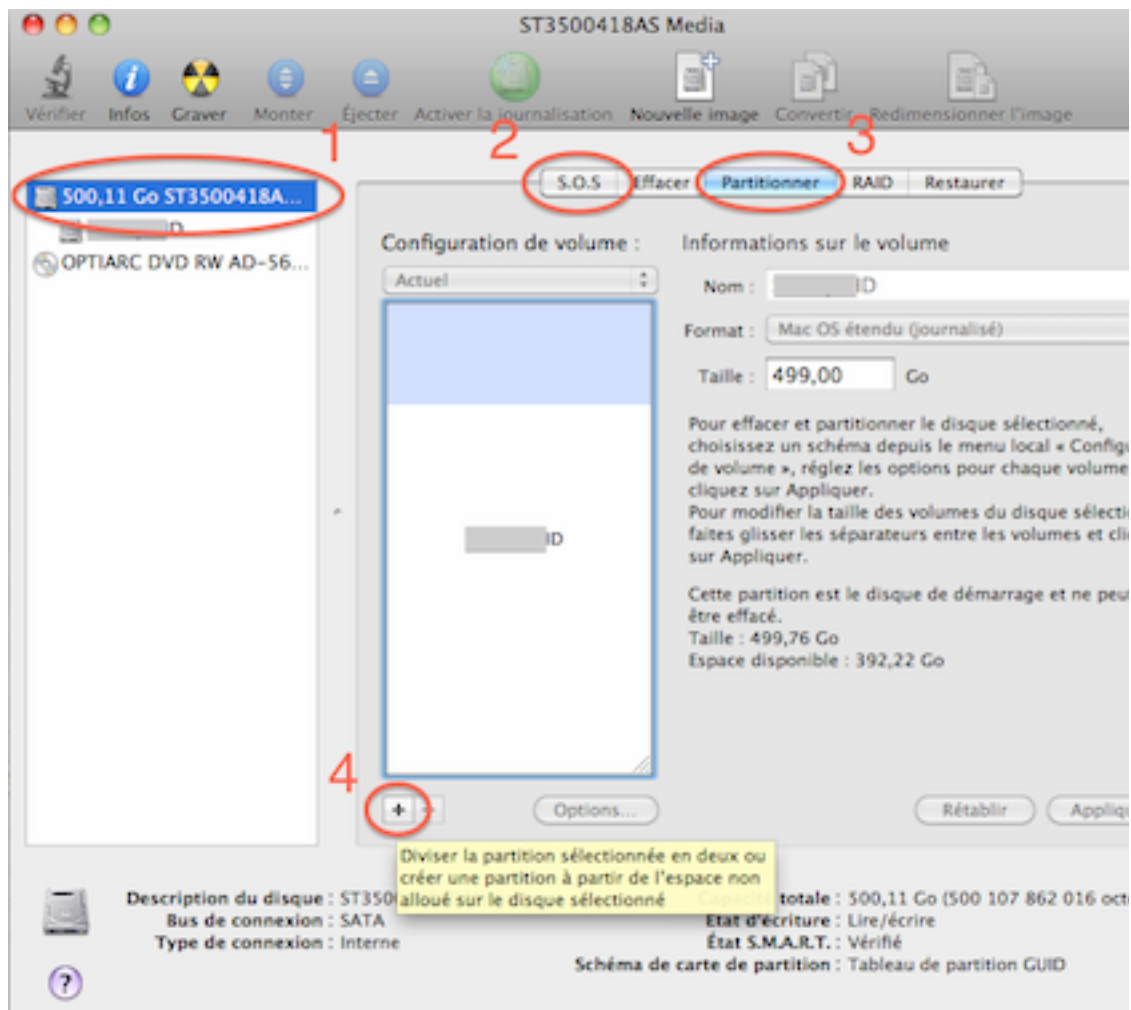 ST3500418AS Media
Vérifier Infos Graver Monter Éjecter Activer la journalisation Nouvelle image Convertir Redimensionner l'image
1 2 3
500,11 Go ST3500418A...
S.O.S Effacer Partitionner RAID Restaurer
D
OPTIARC DVD RW AD-56...
Configuration de volume :
Actuel
Informations sur le volume
Nom : ID
Format : Mac OS étendu (journalisé)
Taille : 499,00 Go
Pour effacer et partitionner le disque sélectionné,
choisissez un schéma depuis le menu local « Configu
de volume », réglez les options pour chaque volume
cliquez sur Appliquer.
Pour modifier la taille des volumes du disque sélecti
faites glisser les séparateurs entre les volumes et cli
sur Appliquer.
ID
Cette partition est le disque de démarrage et ne peut
être effacé.
Taille : 499,76 Go
Espace disponible : 392,22 Go
4
+ -
Options...
Rétablir
Appliqu
Diviser la partition sélectionnée en deux ou
créer une partition à partir de l'espace non
alloué sur le disque sélectionné
Description du disque : ST350
Bus de connexion : SATA
Type de connexion : Interne
totale : 500,11 Go (500 107 862 016 octe
État d'écriture : Lire/écrire
État S.M.A.R.T. : Vérifié
Schéma de carte de partition : Tableau de partition GUID
?